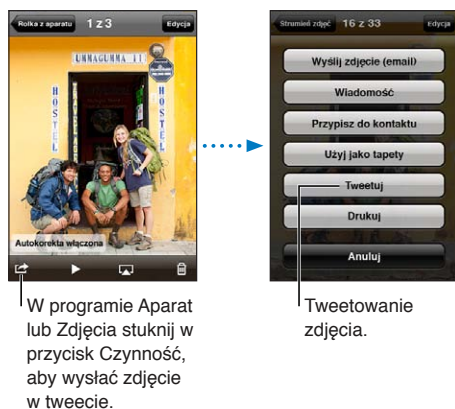 Rolka z aparatu
1 z 3
Edycja
UMMAGUMMA II
HOSTEL
HOSTEL
Autokorekta włączona
Strumień zdjęć
16 z 33
Edycja
Wyślij zdjęcie (email)
Wiadomość
Przypisz do kontaktu
Użyj jako tapety
Tweetuj
Drukuj
Anuluj
W programie Aparat
lub Zdjęcia stuknij w
przycisk Czynność,
aby wysłać zdjęcie
w tweecie.
Tweetowanie
zdjęcia.